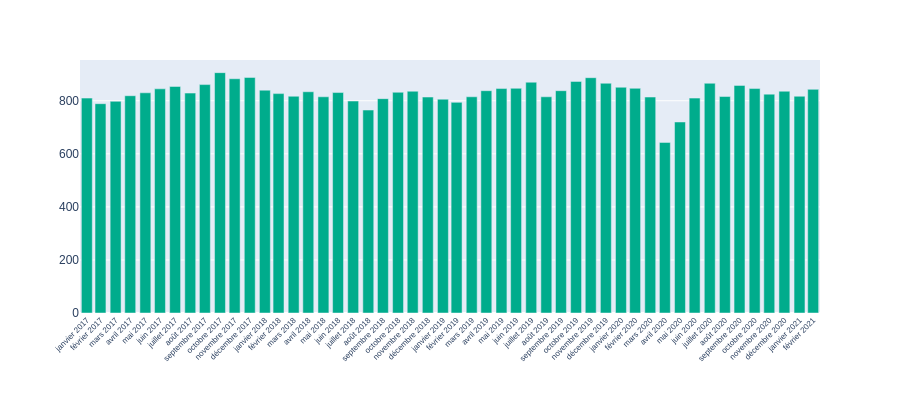 800
600
400
200
0
janvier 2017
février 2017
mars 2017
avril 2017
mai 2017
juin 2017
juillet 2017
août 2017
septembre 2017
octobre 2017
novembre 2017
décembre 2017
janvier 2018
février 2018
mars 2018
avril 2018
mai 2018
juin 2018
juillet 2018
août 2018
septembre 2018
octobre 2018
novembre 2018
décembre 2018
janvier 2019
février 2019
mars 2019
avril 2019
mai 2019
juin 2019
juillet 2019
août 2019
septembre 2019
octobre 2019
novembre 2019
décembre 2019
janvier 2020
février 2020
mars 2020
avril 2020
mai 2020
juin 2020
juillet 2020
août 2020
septembre 2020
octobre 2020
novembre 2020
décembre 2020
janvier 2021
février 2021